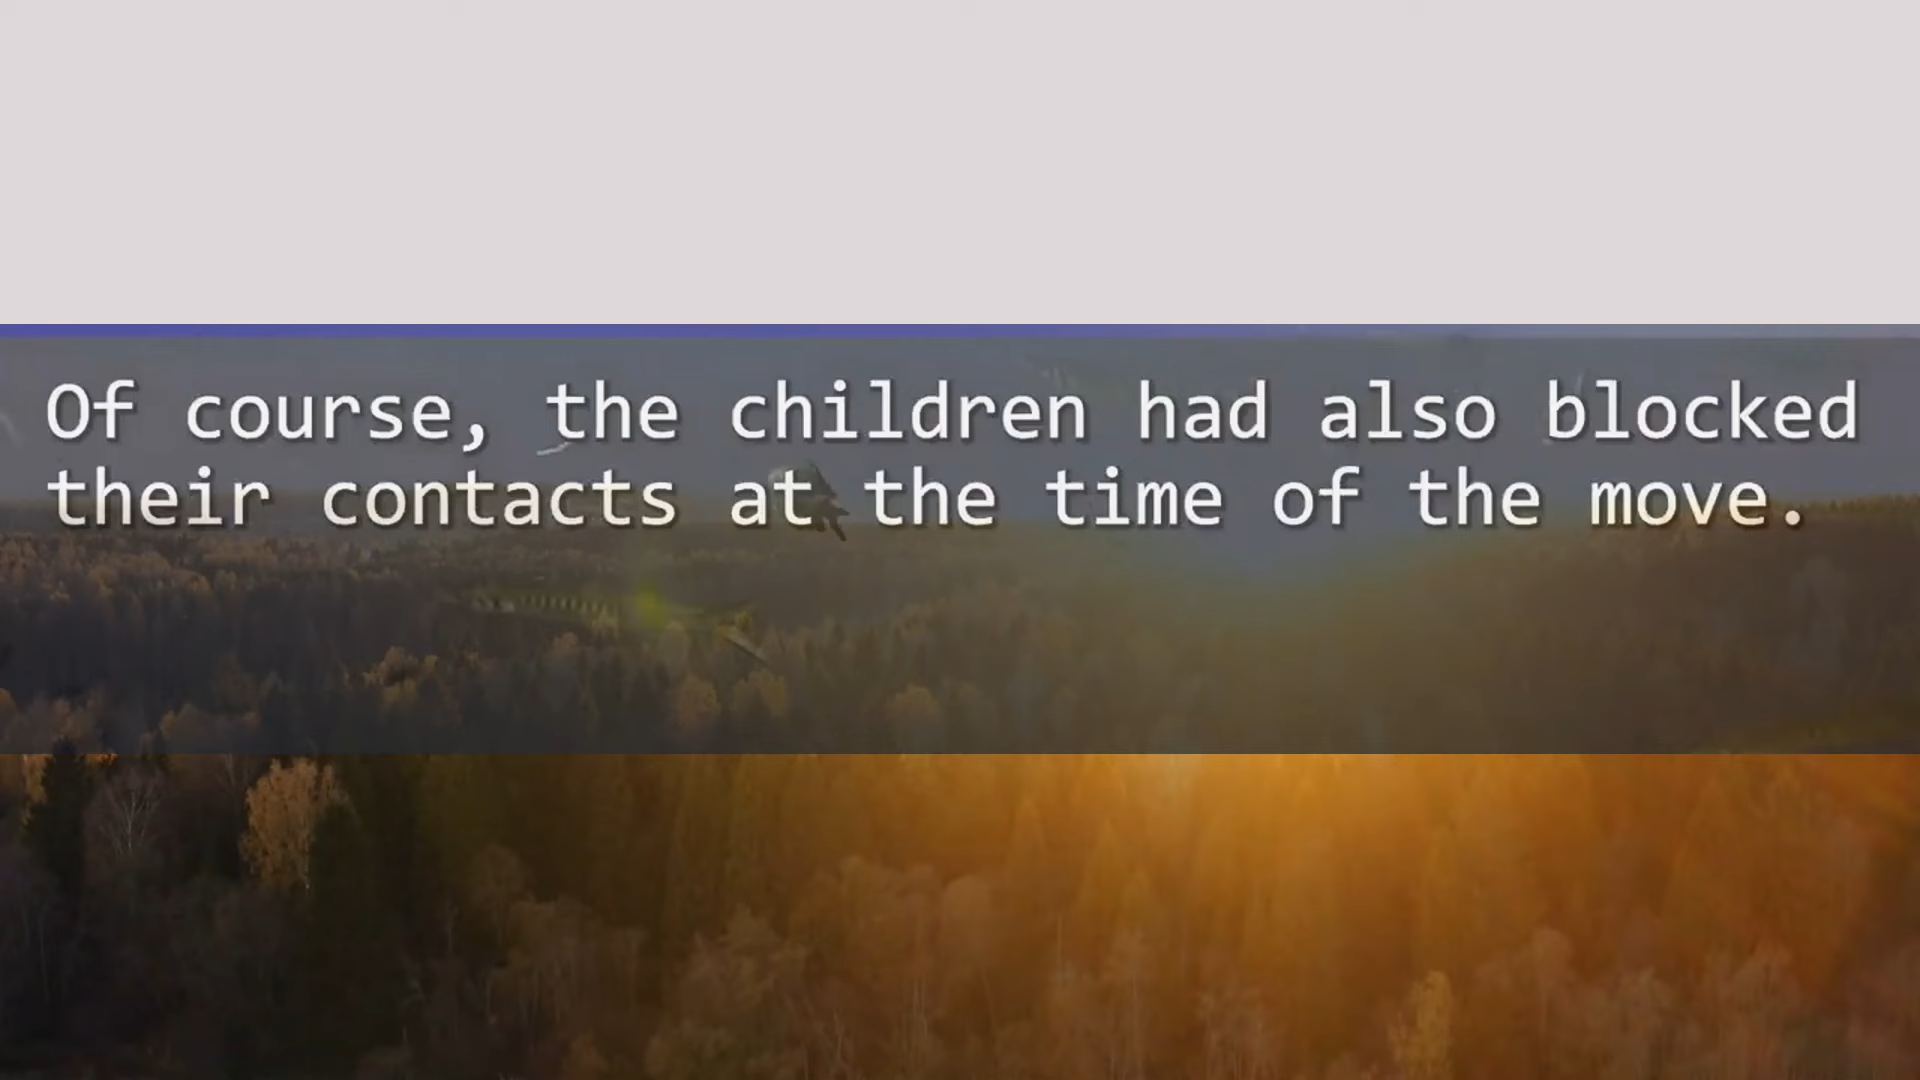 Of course, the children had also blocked
their contacts at the time of the move.